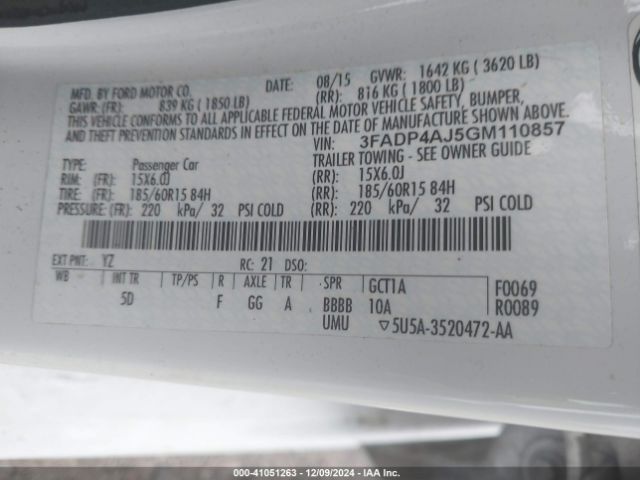 MFD. BY FORD MOTOR CO. DATE: 08/15 GVWR: 1642 KG ( 3620 LB)
GAWR: (FR): 839 KG ( 1850 LB) (RR): 816 KG ( 1800 LB)
THIS VEHICLE CONFORMS TO ALL APPLICABLE FEDERAL MOTOR VEHICLE SAFETY, BUMPER,
AND THEFT PREVENTION STANDARDS IN EFFECT ON THE DATE OF MANUFACTURE SHOWN ABOVE.
VIN: 3FADP4AJ5GM110857
TYPE: Passenger Car TRAILER TOWING - SEE OWNER GUIDE
RIM: (FR): 15X6.0J (RR): 15X6.0J
TIRE: (FR): 185/60R15 84H (RR): 185/60R15 84H
PRESSURE: (FR): 220 kPa/ 32 PSI COLD (RR): 220 kPa/ 32 PSI COLD
EXT PNT: YZ RC: 21 DSO:
WB INT TR TP/PS R AXLE TR SPR GCT1A F0069
5D F GG A BBBB 10A R0089
UMU ▽5U5A-3520472-AA
000-41051263 - 12/09/2024 - IAA Inc.